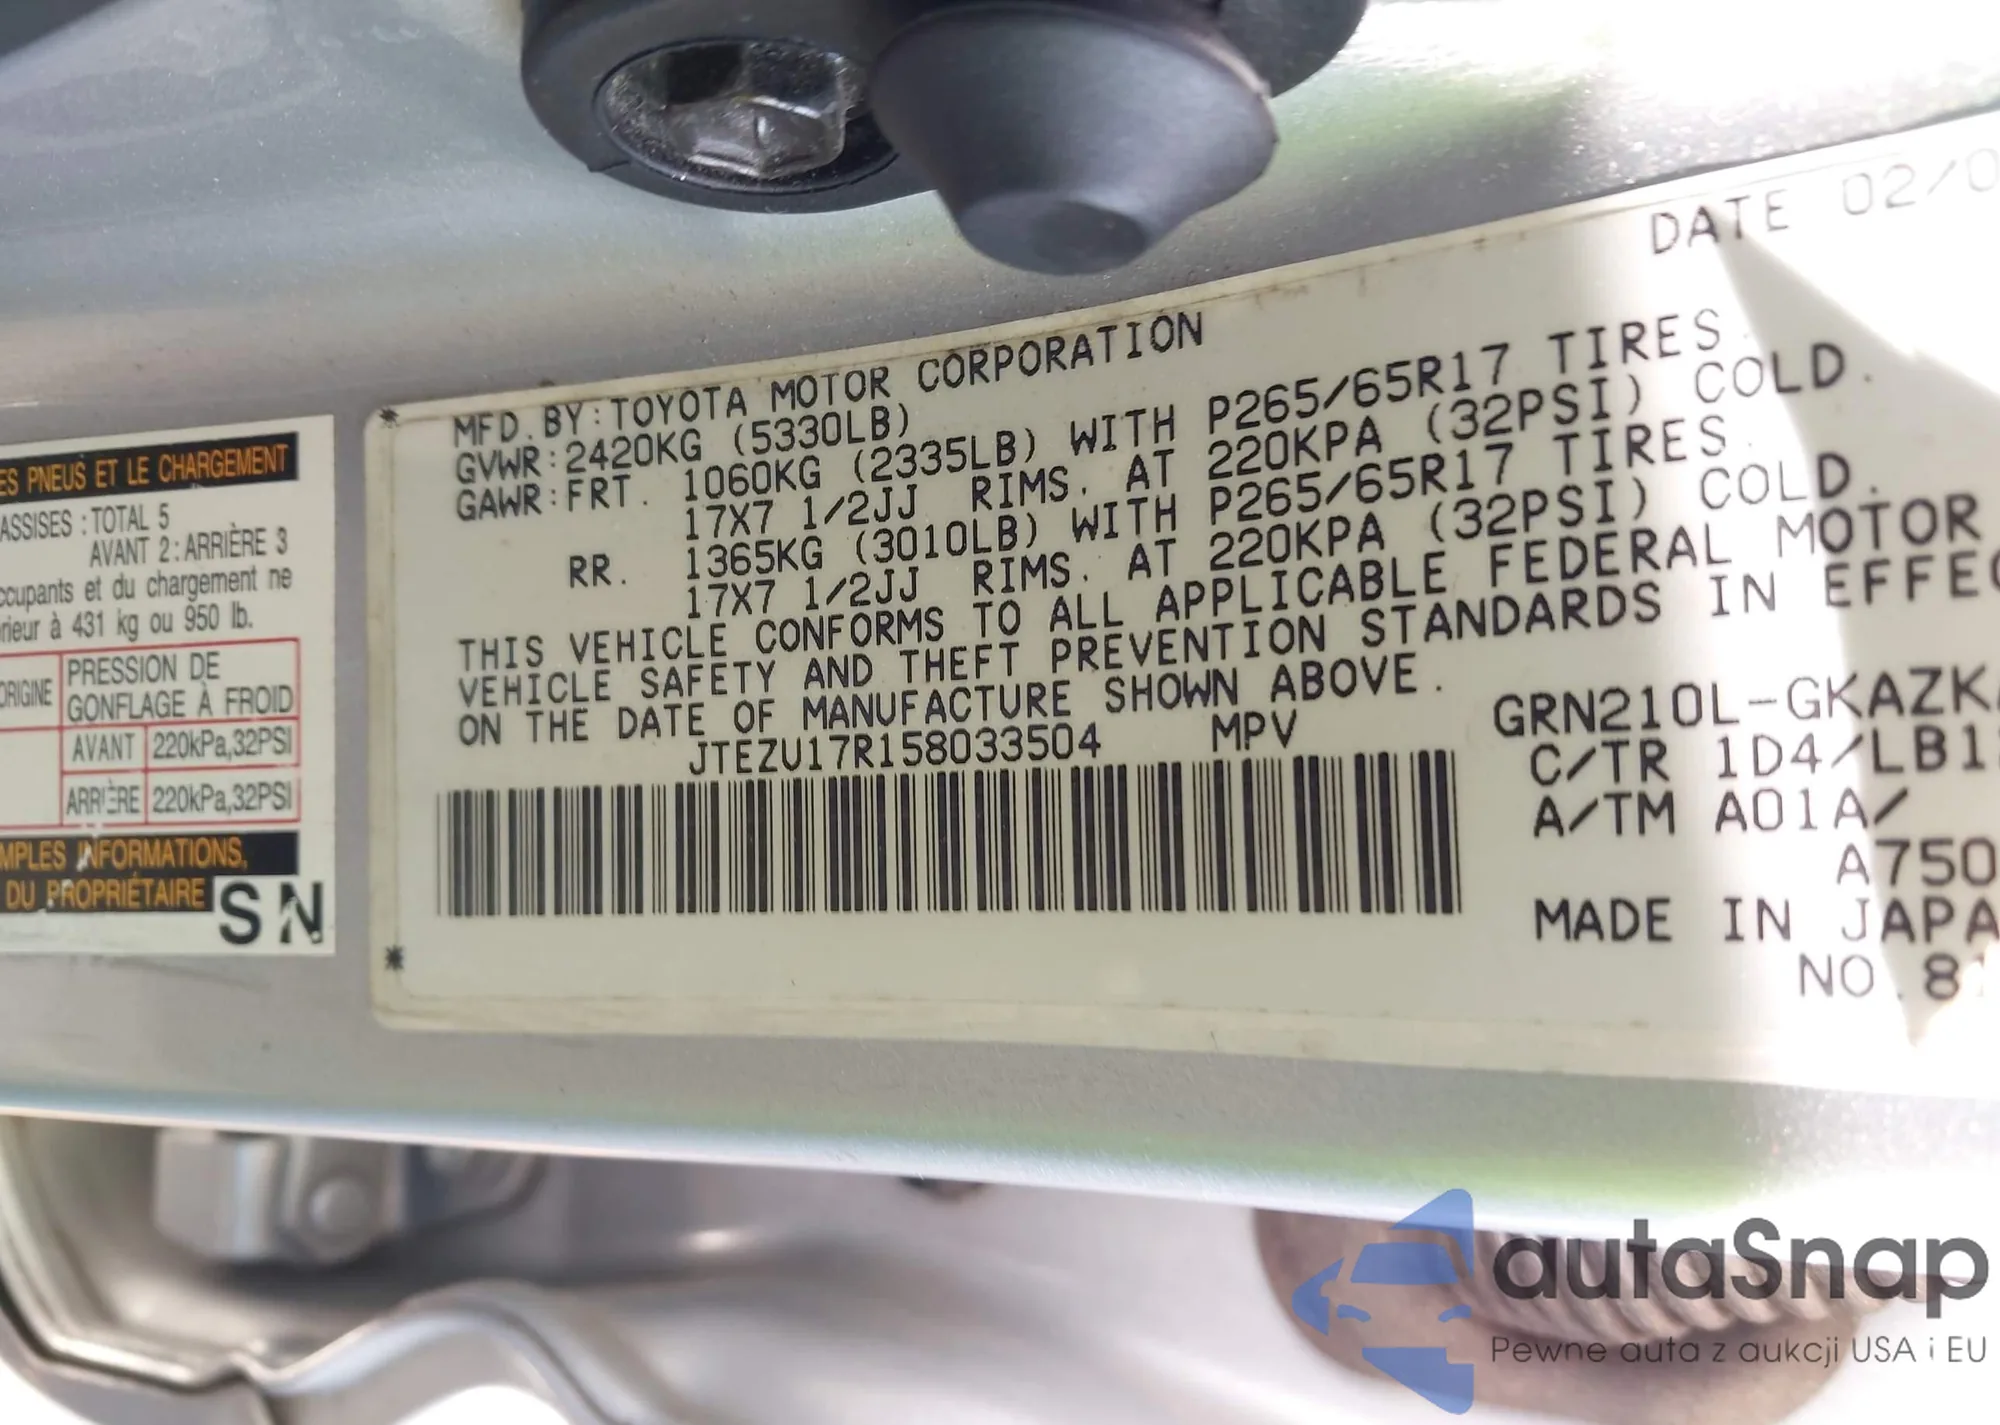 DATE 02/0
MFD. BY:TOYOTA MOTOR CORPORATION
GVWR:2420KG (5330LB)
GAWR:FRT. 1060KG (2335LB) WITH P265/65R17 TIRES.
17X7 1/2JJ RIMS. AT 220KPA (32PSI) COLD.
RR. 1365KG (3010LB) WITH P265/65R17 TIRES.
17X7 1/2JJ RIMS. AT 220KPA (32PSI) COLD.
THIS VEHICLE CONFORMS TO ALL APPLICABLE FEDERAL MOTOR
VEHICLE SAFETY AND THEFT PREVENTION STANDARDS IN EFFEC
ON THE DATE OF MANUFACTURE SHOWN ABOVE.
JTEZU17R158033504 MPV
GRN210L-GKAZKA
C/TR 1D4/LB1
A/TM A01A/
A750
MADE IN JAPA
NO.8
ES PNEUS ET LE CHARGEMENT
ASSISES : TOTAL 5
AVANT 2 : ARRIÈRE 3
ccupants et du chargement ne
rieur à 431 kg ou 950 lb.
ORIGINE
PRESSION DE
GONFLAGE À FROID
AVANT 220kPa,32PSI
ARRIÈRE 220kPa,32PSI
MPLES INFORMATIONS,
DU PROPRIÉTAIRE
S N
autaSnap
Pewne auta z aukcji USA i EU